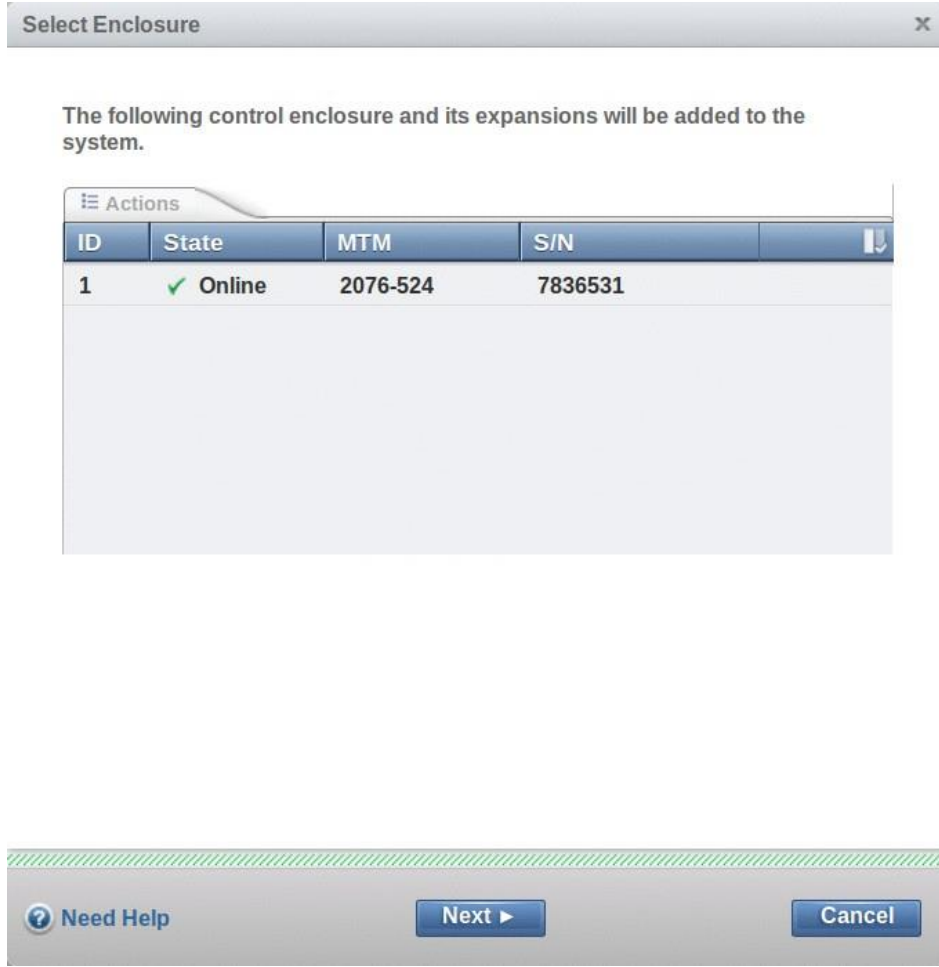 Select Enclosure
The following control enclosure and its expansions will be added to the
system.
Actions
ID State MTM S/N
1 Online 2076-524 7836531
Need Help Next Cancel